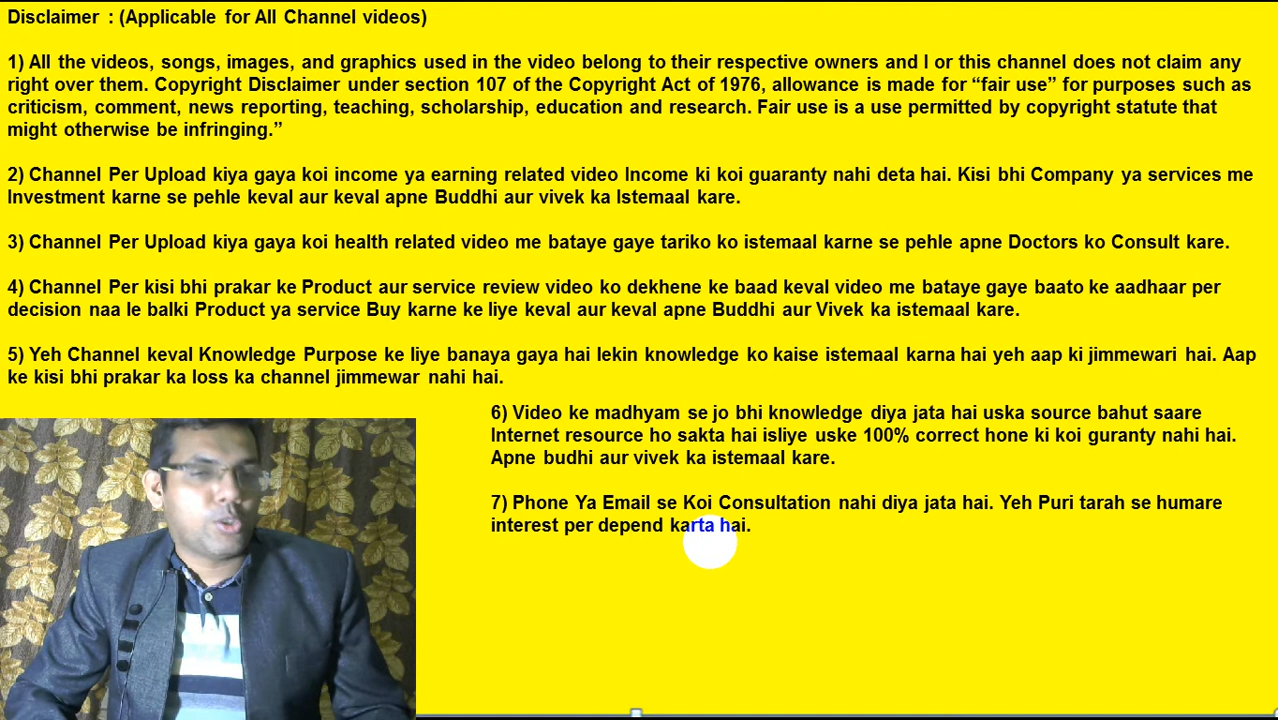 Disclaimer : (Applicable for All Channel videos)
1) All the videos, songs, images, and graphics used in the video belong to their respective owners and I or this channel does not claim any
right over them. Copyright Disclaimer under section 107 of the Copyright Act of 1976, allowance is made for “fair use” for purposes such as
criticism, comment, news reporting, teaching, scholarship, education and research. Fair use is a use permitted by copyright statute that
might otherwise be infringing.”
2) Channel Per Upload kiya gaya koi income ya earning related video Income ki koi guaranty nahi deta hai. Kisi bhi Company ya services me
Investment karne se pehle keval aur keval apne Buddhi aur vivek ka Istemaal kare.
3) Channel Per Upload kiya gaya koi health related video me bataye gaye tariko ko istemaal karne se pehle apne Doctors ko Consult kare.
4) Channel Per kisi bhi prakar ke Product aur service review video ko dekhene ke baad keval video me bataye gaye baato ke aadhaar per
decision naa le balki Product ya service Buy karne ke liye keval aur keval apne Buddhi aur Vivek ka istemaal kare.
5) Yeh Channel keval Knowledge Purpose ke liye banaya gaya hai lekin knowledge ko kaise istemaal karna hai yeh aap ki jimmewari hai. Aap
ke kisi bhi prakar ka loss ka channel jimmewar nahi hai.
6) Video ke madhyam se jo bhi knowledge diya jata hai uska source bahut saare
Internet resource ho sakta hai isliye uske 100% correct hone ki koi guranty nahi hai.
Apne budhi aur vivek ka istemaal kare.
7) Phone Ya Email se Koi Consultation nahi diya jata hai. Yeh Puri tarah se humare
interest per depend karta hai.